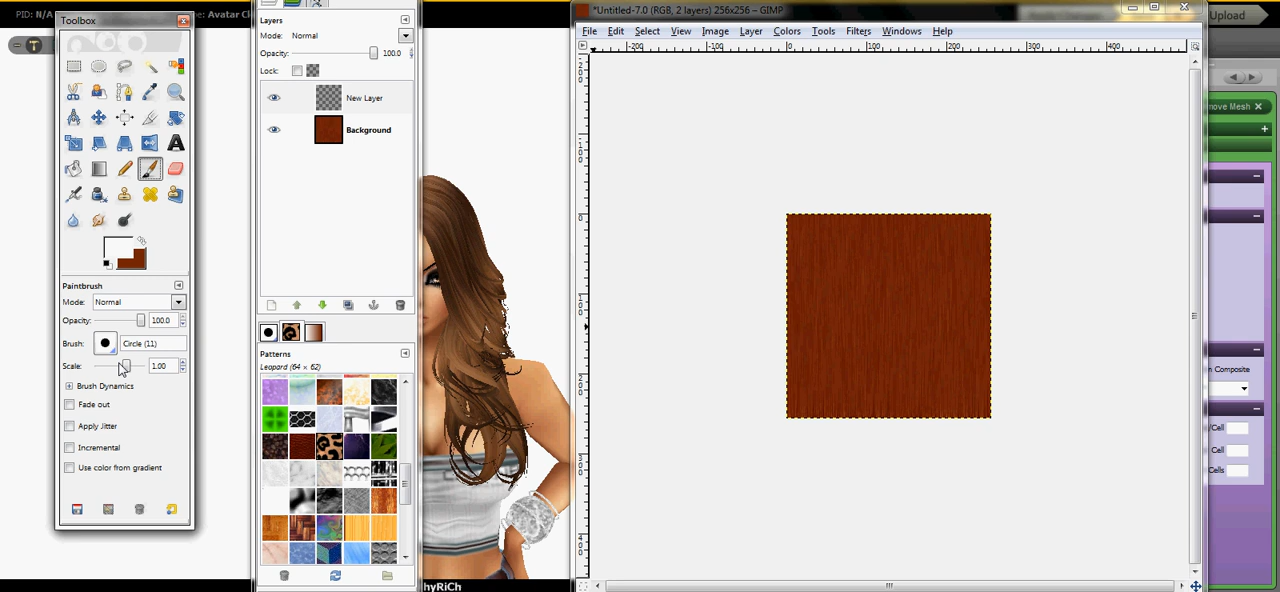 PID: N/A
e: Avatar Cl
T
Toolbox
Paintbrush
Mode: Normal
Opacity: 100.0
Brush: Circle (11)
Scale: 1.00
Brush Dynamics
Fade out
Apply Jitter
Incremental
Use color from gradient
Layers
Mode: Normal
Opacity: 100.0
Lock:
New Layer
Background
Patterns
Leopard (64 × 62)
hyRiCh
*Untitled-7.0 (RGB, 2 layers) 256x256 – GIMP
File Edit Select View Image Layer Colors Tools Filters Windows Help
-200 -100 0 100 200 300 400
Upload
move Mesh
n Composite
/Cell
Cell
Cells